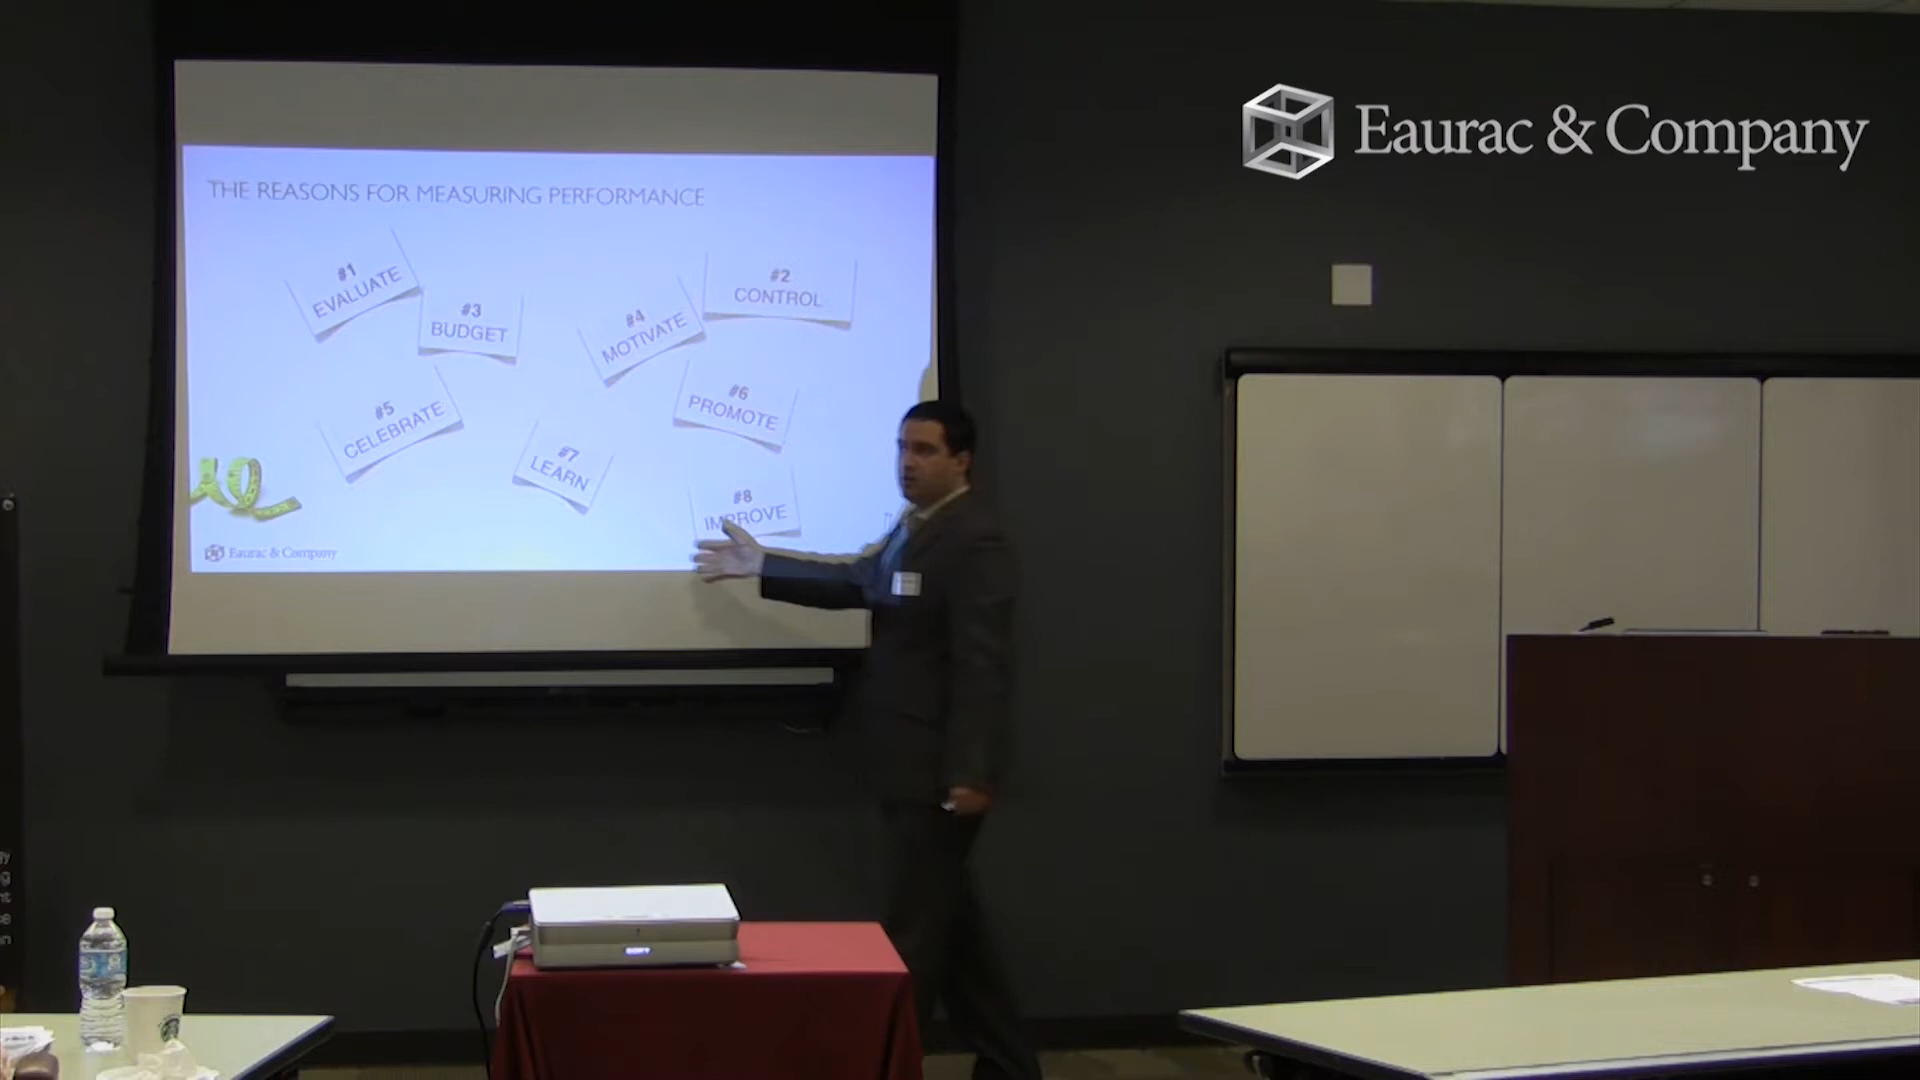 Eaurac & Company
THE REASONS FOR MEASURING PERFORMANCE
#1
EVALUATE
#2
CONTROL
#3
BUDGET
#4
MOTIVATE
#5
CELEBRATE
#6
PROMOTE
#7
LEARN
#8
IMPROVE
Eaurac & Company
SONY